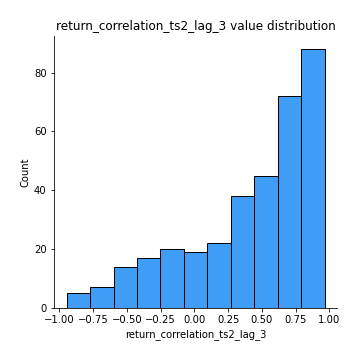 return_correlation_ts2_lag_3 value distribution
80
60
40
20
0
Count
−1.00 −0.75 −0.50 −0.25 0.00 0.25 0.50 0.75 1.00
return_correlation_ts2_lag_3